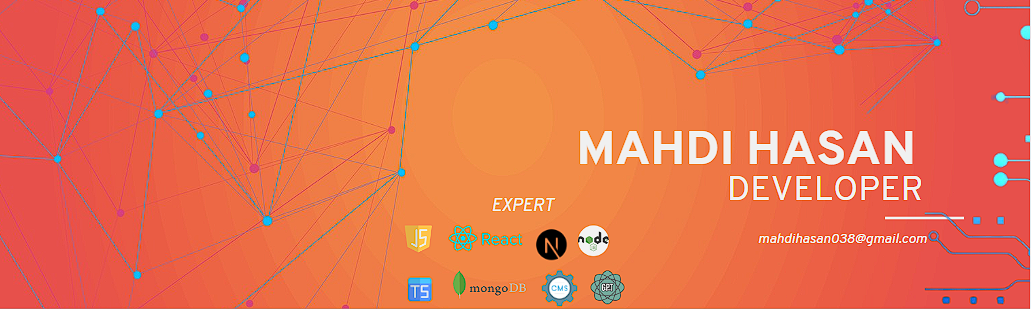 MAHDI HASAN
DEVELOPER
mahdihasan038@gmail.com
EXPERT
JS React N node
TS mongoDB CMS GPT